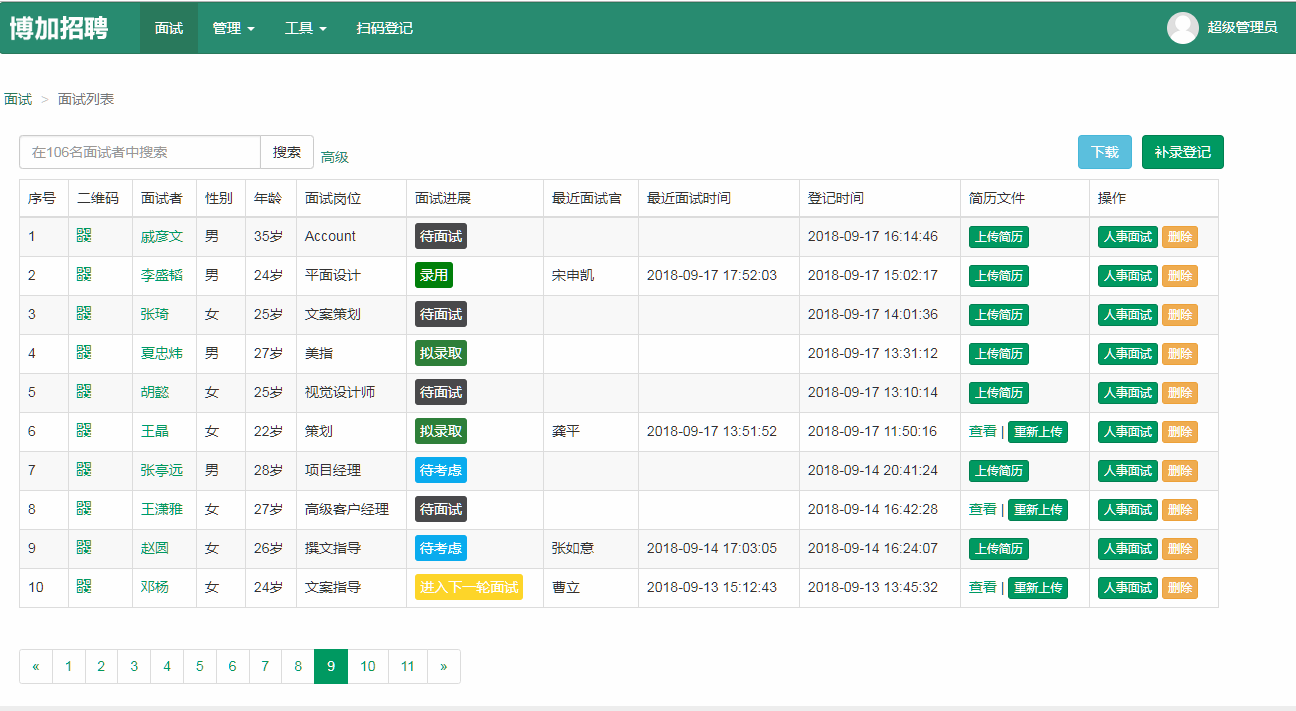 博加招聘 面试 管理 工具 扫码登记 超级管理员
面试 > 面试列表
在106名面试者中搜索 搜索 高级 下载 补录登记
序号 二维码 面试者 性别 年龄 面试岗位 面试进展 最近面试官 最近面试时间 登记时间 简历文件 操作
1 戚彦文 男 35岁 Account 待面试 2018-09-17 16:14:46 上传简历 人事面试 删除
2 李盛韬 男 24岁 平面设计 录用 宋申凯 2018-09-17 17:52:03 2018-09-17 15:02:17 上传简历 人事面试 删除
3 张琦 女 25岁 文案策划 待面试 2018-09-17 14:01:36 上传简历 人事面试 删除
4 夏忠炜 男 27岁 美指 拟录取 2018-09-17 13:31:12 上传简历 人事面试 删除
5 胡懿 女 25岁 视觉设计师 待面试 2018-09-17 13:10:14 上传简历 人事面试 删除
6 王晶 女 22岁 策划 拟录取 龚平 2018-09-17 13:51:52 2018-09-17 11:50:16 查看 | 重新上传 人事面试 删除
7 张亭远 男 28岁 项目经理 待考虑 2018-09-14 20:41:24 上传简历 人事面试 删除
8 王潇雅 女 27岁 高级客户经理 待面试 2018-09-14 16:42:28 查看 | 重新上传 人事面试 删除
9 赵圆 女 26岁 撰文指导 待考虑 张如意 2018-09-14 17:03:05 2018-09-14 16:24:07 上传简历 人事面试 删除
10 邓杨 女 24岁 文案指导 进入下一轮面试 曹立 2018-09-13 15:12:43 2018-09-13 13:45:32 查看 | 重新上传 人事面试 删除
« 1 2 3 4 5 6 7 8 9 10 11 »